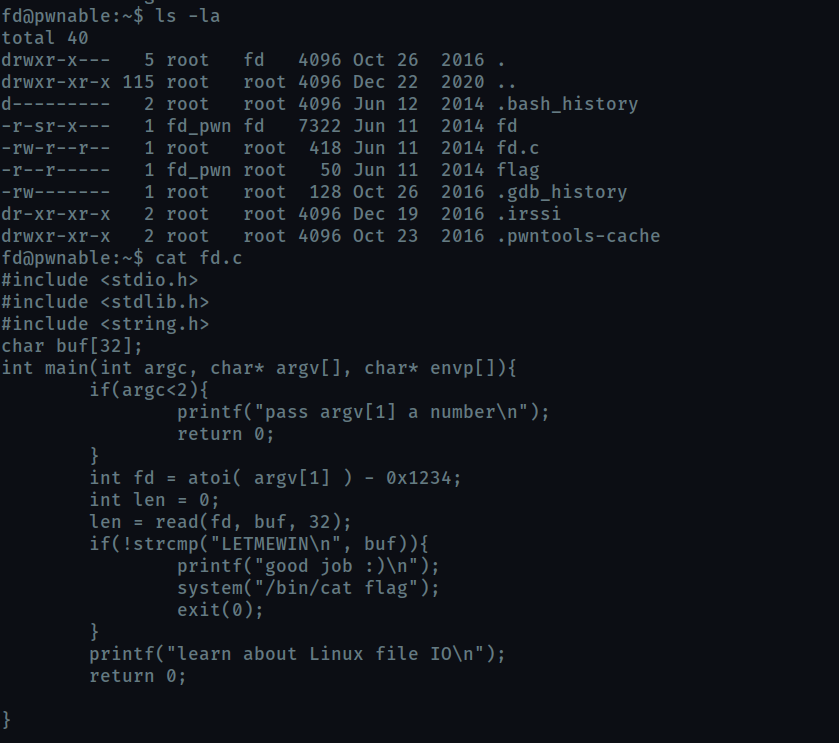 fd@pwnable:~$ ls -la
total 40
drwxr-x---   5 root   fd   4096 Oct 26  2016 .
drwxr-xr-x 115 root   root 4096 Dec 22  2020 ..
d---------   2 root   root 4096 Jun 12  2014 .bash_history
-r-sr-x---   1 fd_pwn fd   7322 Jun 11  2014 fd
-rw-r--r--   1 root   root  418 Jun 11  2014 fd.c
-r--r-----   1 fd_pwn root   50 Jun 11  2014 flag
-rw-------   1 root   root  128 Oct 26  2016 .gdb_history
dr-xr-xr-x   2 root   root 4096 Dec 19  2016 .irssi
drwxr-xr-x   2 root   root 4096 Oct 23  2016 .pwntools-cache
fd@pwnable:~$ cat fd.c
#include <stdio.h>
#include <stdlib.h>
#include <string.h>
char buf[32];
int main(int argc, char* argv[], char* envp[]){
        if(argc<2){
                printf("pass argv[1] a number\n");
                return 0;
        }
        int fd = atoi( argv[1] ) - 0x1234;
        int len = 0;
        len = read(fd, buf, 32);
        if(!strcmp("LETMEWIN\n", buf)){
                printf("good job :)\n");
                system("/bin/cat flag");
                exit(0);
        }
        printf("learn about Linux file IO\n");
        return 0;

}